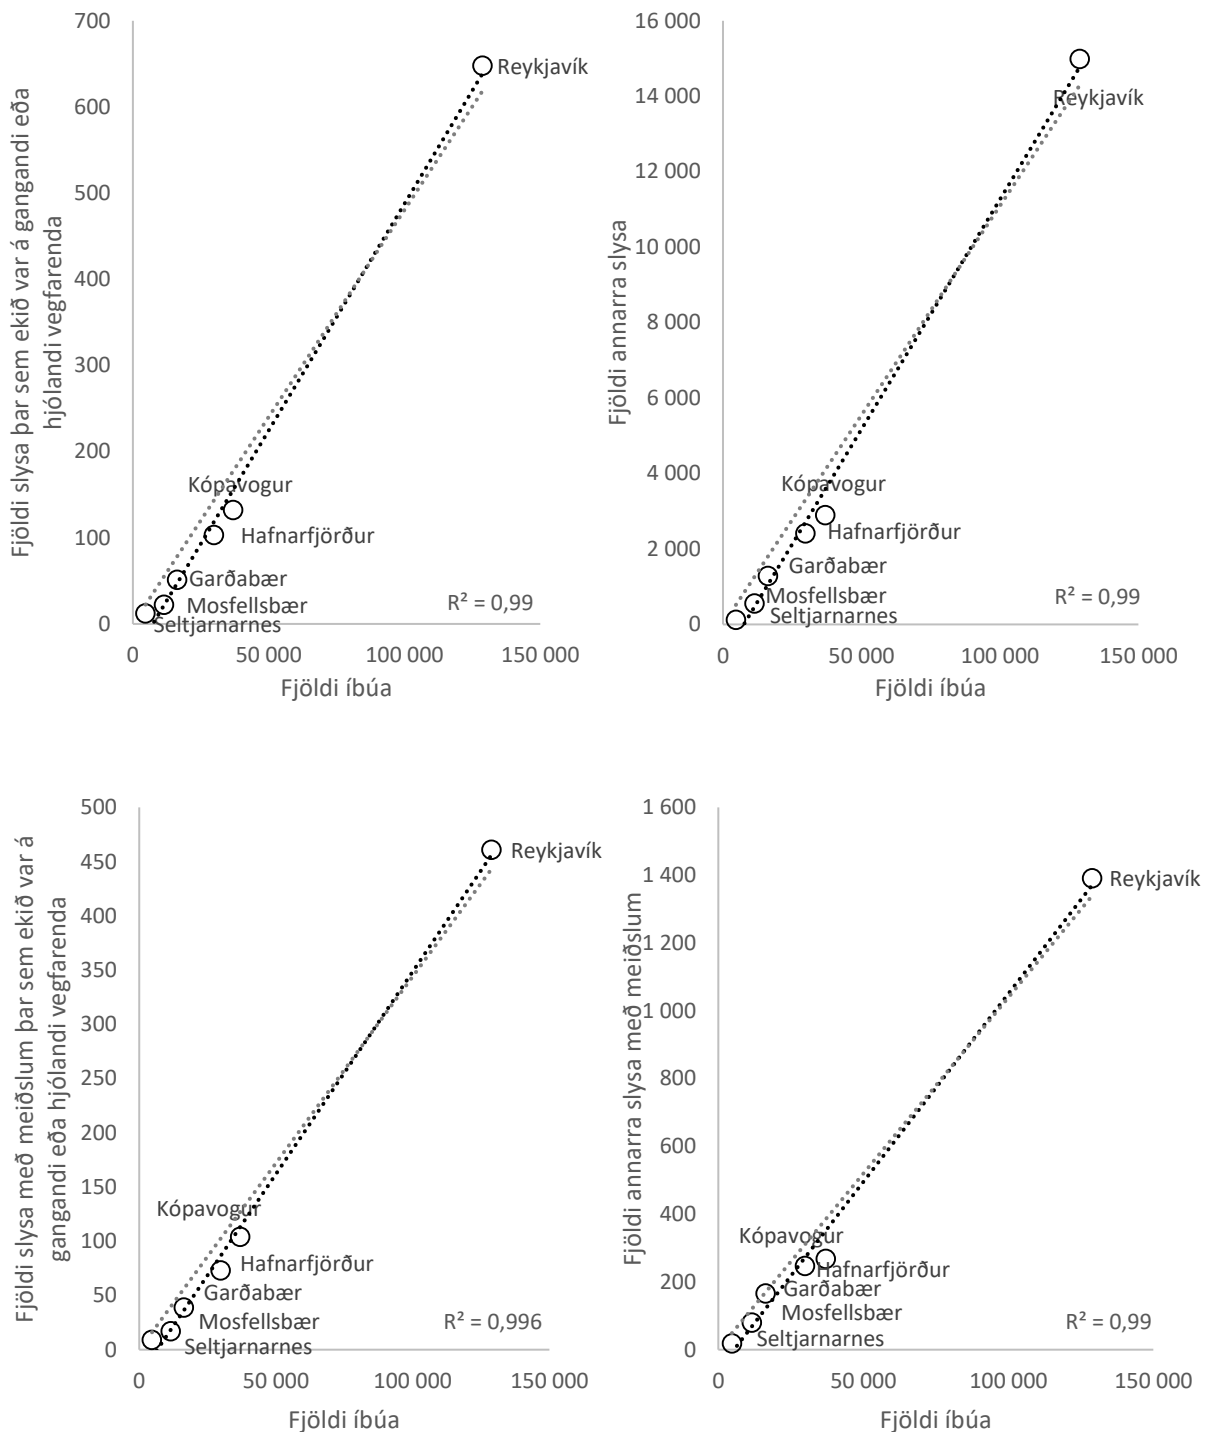 Fjöldi slysa þar sem ekið var á gangandi eða
hjólandi vegfarenda
700
600
500
400
300
200
100
0
Reykjavík
Kópavogur
Hafnarfjörður
Garðabær
Mosfellsbær
Seltjarnarnes
R² = 0,99
0
50 000
100 000
150 000
Fjöldi íbúa
Fjöldi annarra slysa
16 000
14 000
12 000
10 000
8 000
6 000
4 000
2 000
0
Reykjavík
Kópavogur
Hafnarfjörður
Garðabær
Mosfellsbær
Seltjarnarnes
R² = 0,99
0
50 000
100 000
150 000
Fjöldi íbúa
Fjöldi slysa með meiðslum þar sem ekið var á
gangandi eða hjólandi vegfarenda
500
450
400
350
300
250
200
150
100
50
0
Reykjavík
Kópavogur
Hafnarfjörður
Garðabær
Mosfellsbær
Seltjarnarnes
R² = 0,996
0
50 000
100 000
150 000
Fjöldi íbúa
Fjöldi annarra slysa með meiðslum
1 600
1 400
1 200
1 000
800
600
400
200
0
Reykjavík
Kópavogur
Hafnarfjörður
Garðabær
Mosfellsbær
Seltjarnarnes
R² = 0,99
0
50 000
100 000
150 000
Fjöldi íbúa